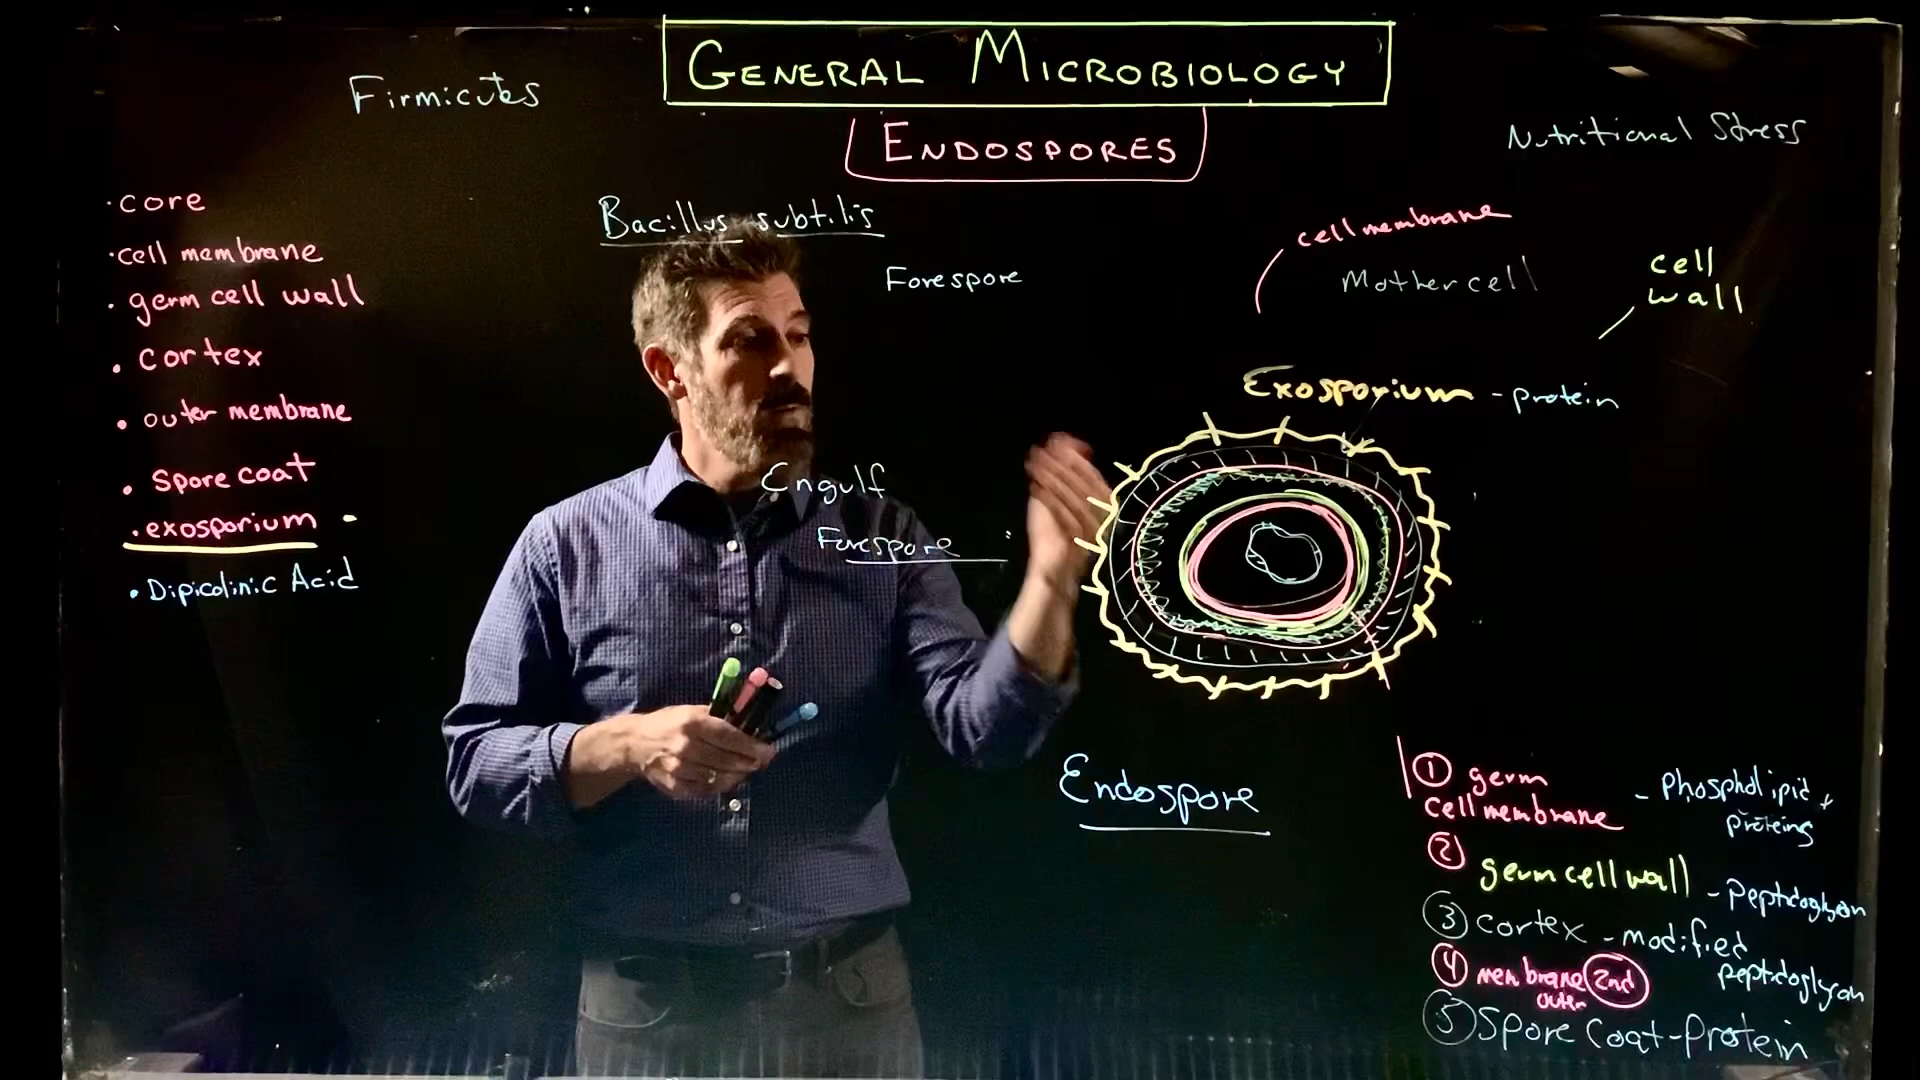 GENERAL MICROBIOLOGY
ENDOSPORES
Firmicutes
Nutritional Stress
· core
· cell membrane
· germ cell wall
· cortex
· outer membrane
· Spore coat
· exosporium -
· Dipicolinic Acid
Bacillus subtilis
Forespore
cell membrane
Mother cell
cell
wall
Exosporium - protein
Engulf
Forespore
Endospore
① germ
cell membrane - Phospholipid +
proteins
② germ cell wall - peptidoglyan
③ cortex - modified
peptidoglyan
④ membrane 2nd
outer
⑤ spore coat - protein